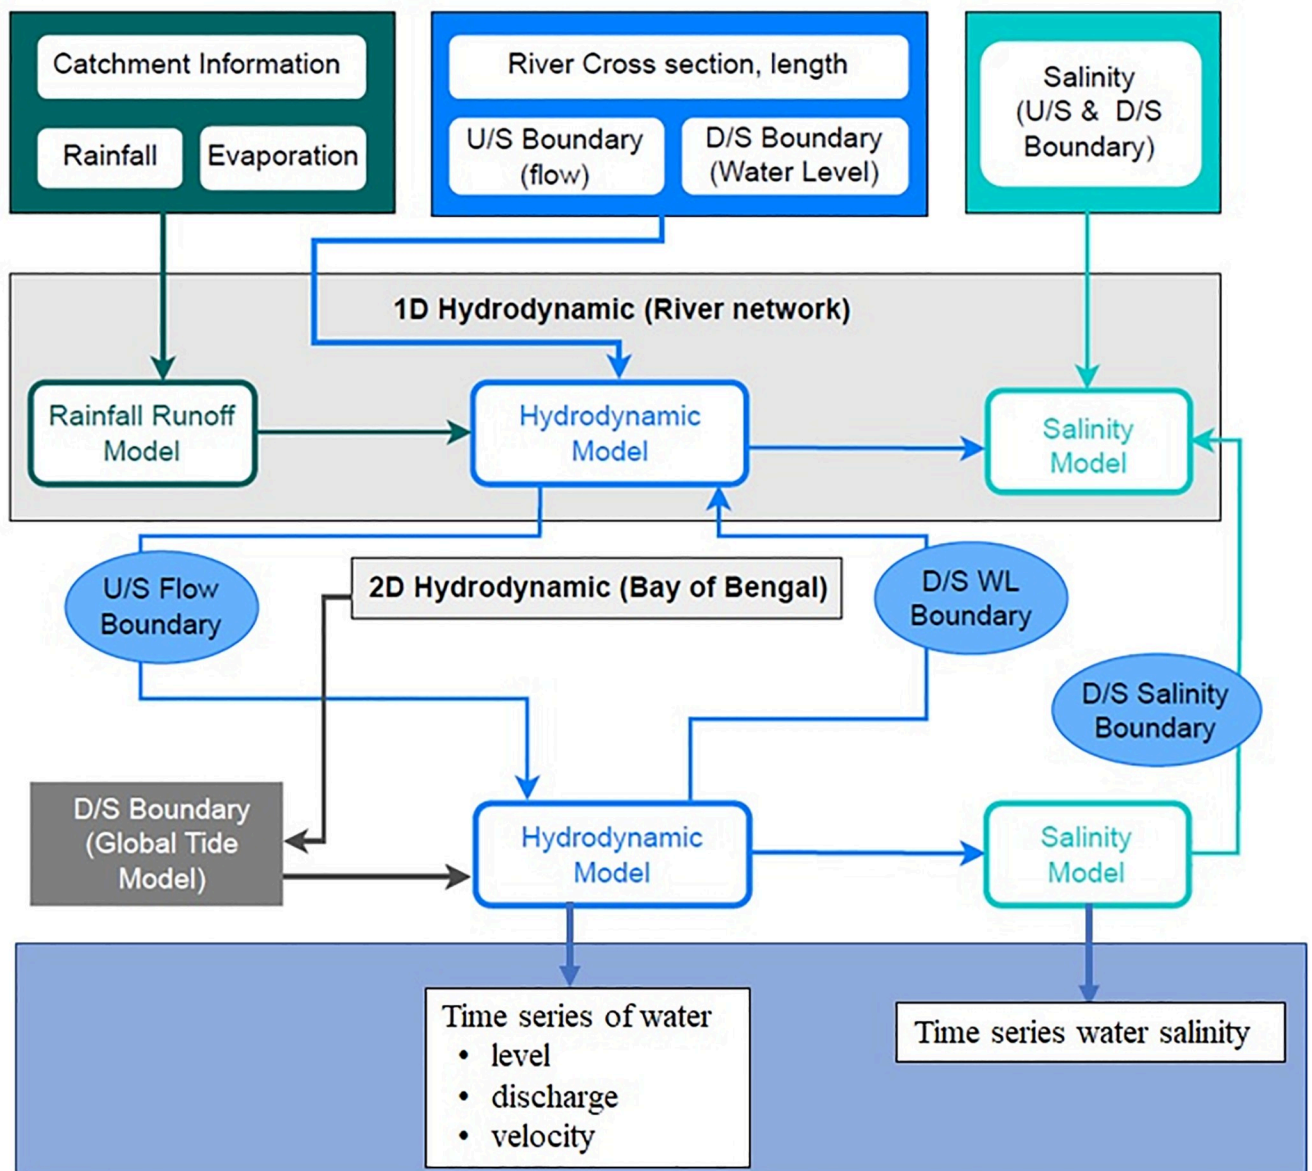 Catchment Information
Rainfall
Evaporation
River Cross section, length
U/S Boundary
(flow)
D/S Boundary
(Water Level)
Salinity
(U/S & D/S
Boundary)
1D Hydrodynamic (River network)
Rainfall Runoff
Model
Hydrodynamic
Model
Salinity
Model
U/S Flow
Boundary
2D Hydrodynamic (Bay of Bengal)
D/S WL
Boundary
D/S Salinity
Boundary
D/S Boundary
(Global Tide
Model)
Hydrodynamic
Model
Salinity
Model
Time series of water
• level
• discharge
• velocity
Time series water salinity